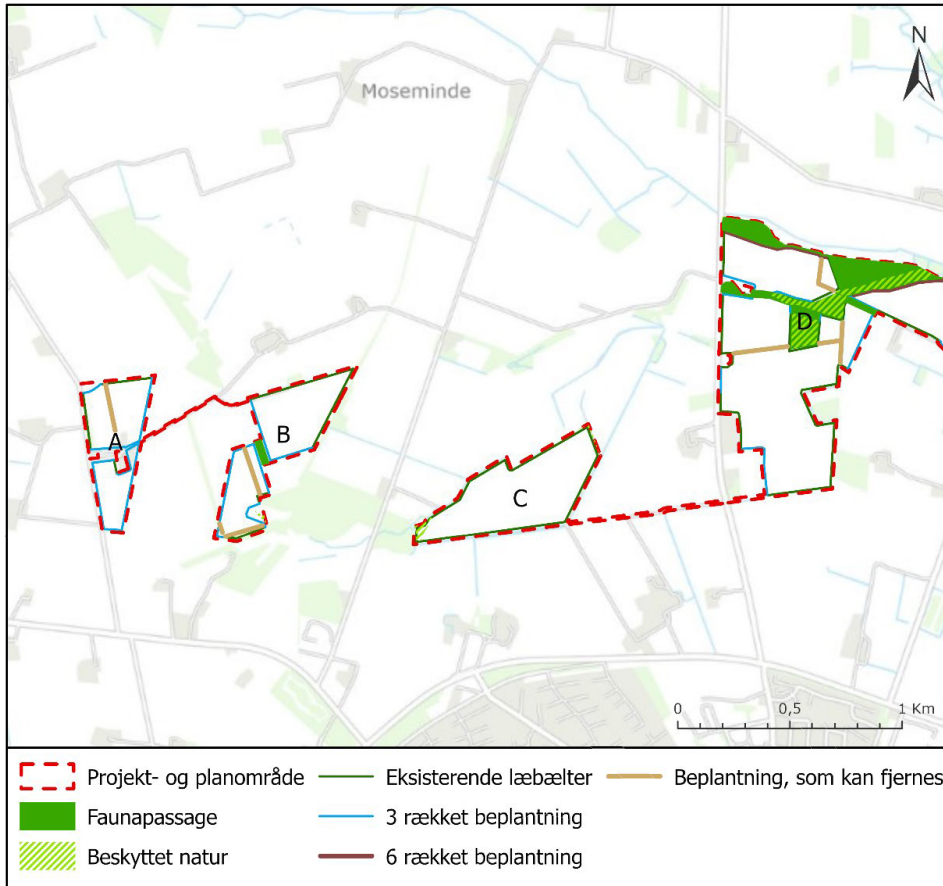 N
Moseminde
D
A
B
C
0 0,5 1 Km
Projekt- og planområde
Eksisterende læbælter
Beplantning, som kan fjernes
Faunapassage
3 rækket beplantning
Beskyttet natur
6 rækket beplantning